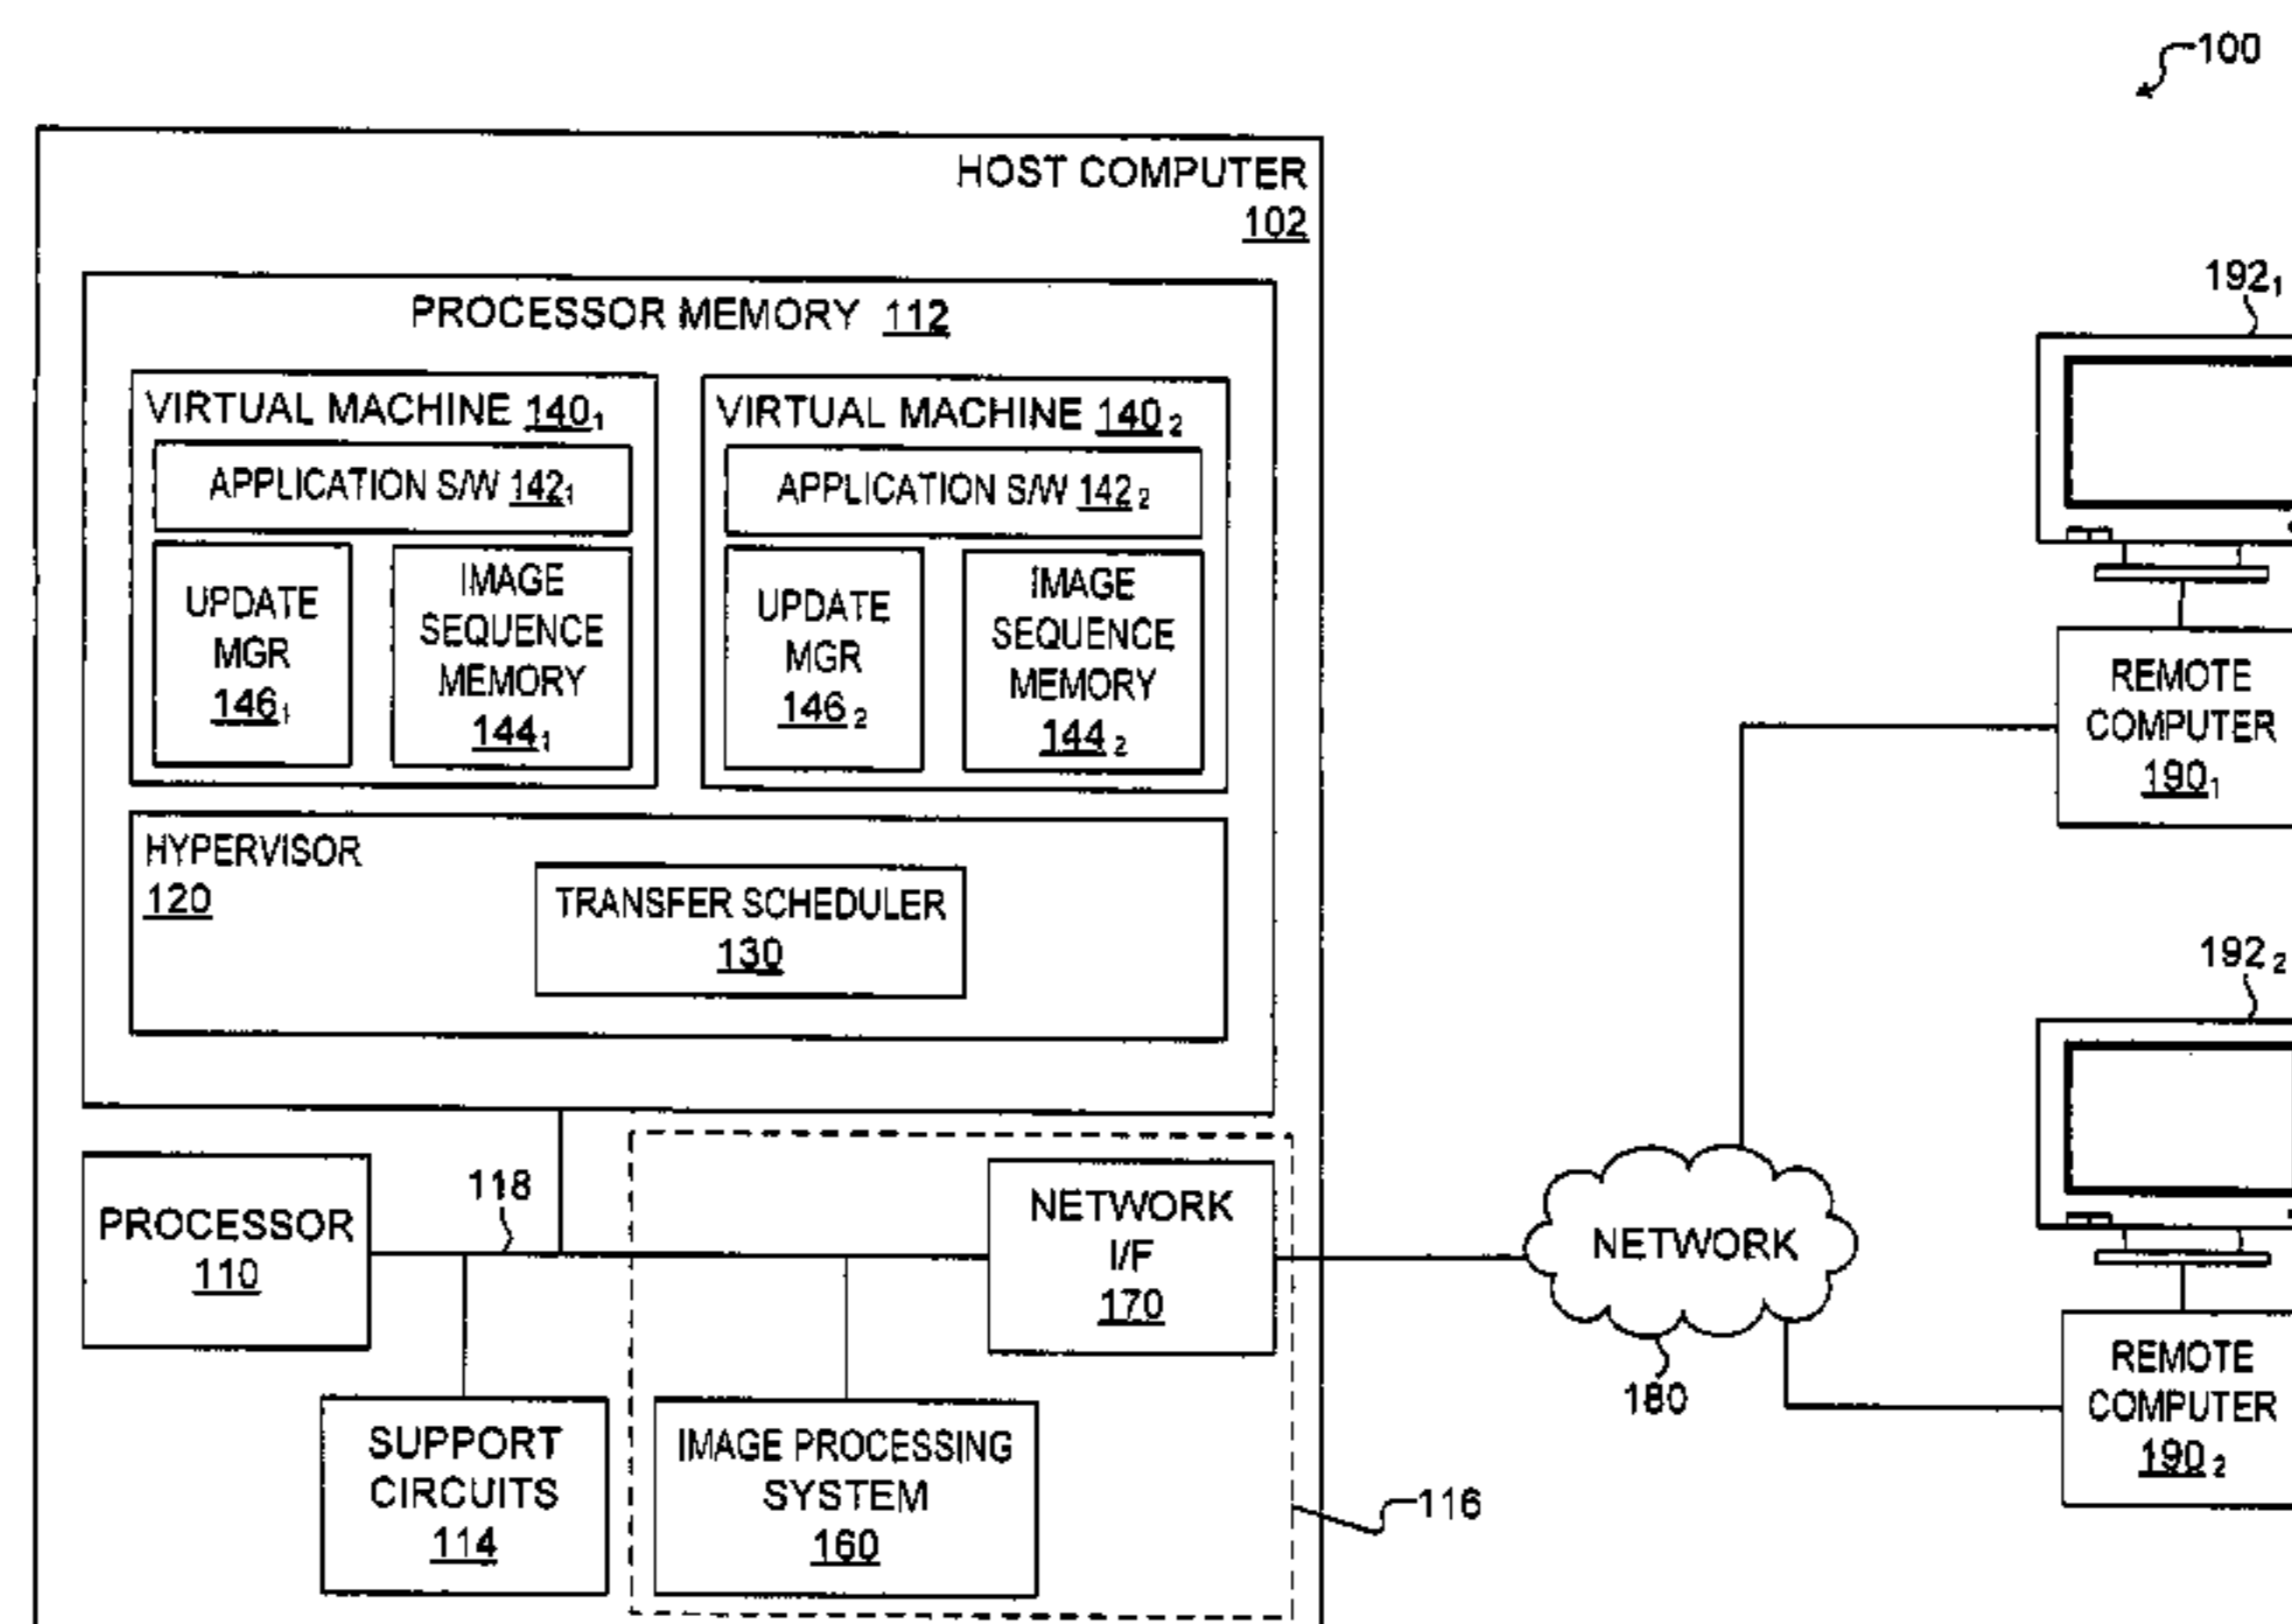 100
HOST COMPUTER
102
PROCESSOR MEMORY 112
VIRTUAL MACHINE 140₁
APPLICATION S/W 142₁
UPDATE
MGR
146₁
IMAGE
SEQUENCE
MEMORY
144₁
VIRTUAL MACHINE 140₂
APPLICATION S/W 142₂
UPDATE
MGR
146₂
IMAGE
SEQUENCE
MEMORY
144₂
HYPERVISOR
120
TRANSFER SCHEDULER
130
PROCESSOR
110
118
NETWORK
I/F
170
SUPPORT
CIRCUITS
114
IMAGE PROCESSING
SYSTEM
160
116
NETWORK
180
192₁
REMOTE
COMPUTER
190₁
192₂
REMOTE
COMPUTER
190₂